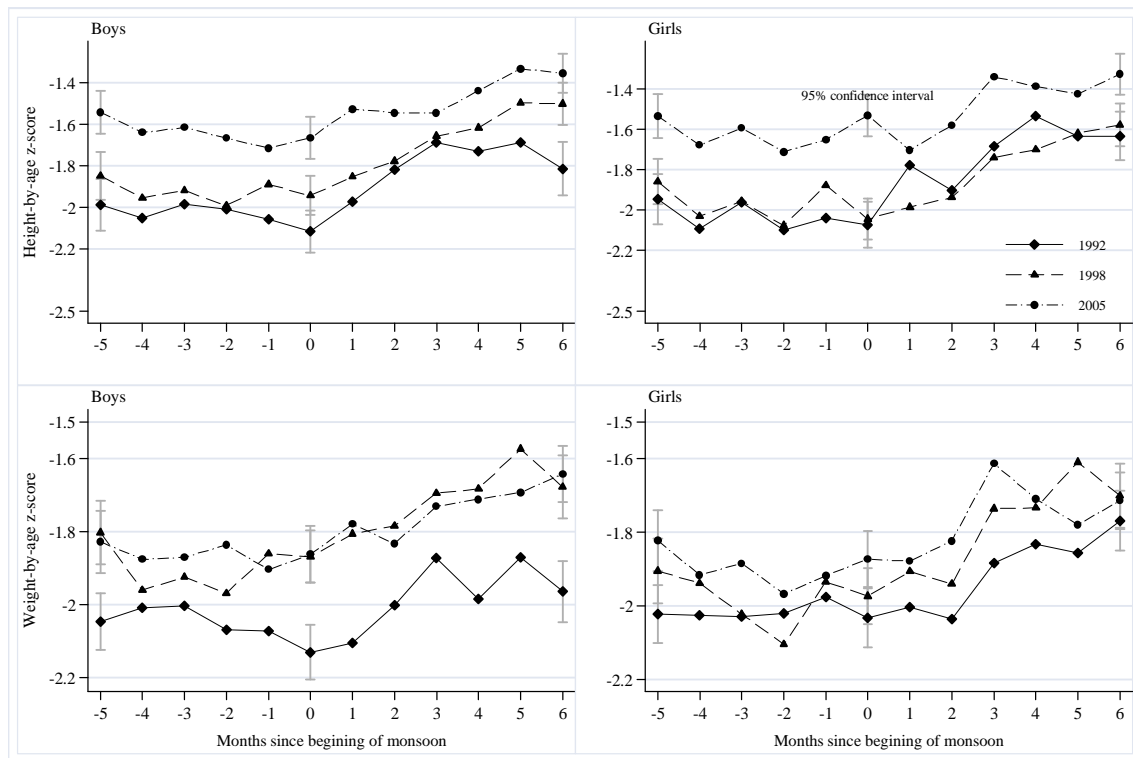 Boys
Height-by-age z-score
-1.4
-1.6
-1.8
-2
-2.2
-2.5
-5 -4 -3 -2 -1 0 1 2 3 4 5 6
Girls
95% confidence interval
-1.4
-1.6
-1.8
-2
-2.2
-2.5
1992
1998
2005
-5 -4 -3 -2 -1 0 1 2 3 4 5 6
Boys
Weight-by-age z-score
-1.5
-1.6
-1.8
-2
-2.2
-5 -4 -3 -2 -1 0 1 2 3 4 5 6
Months since begining of monsoon
Girls
-1.5
-1.6
-1.8
-2
-2.2
-5 -4 -3 -2 -1 0 1 2 3 4 5 6
Months since begining of monsoon